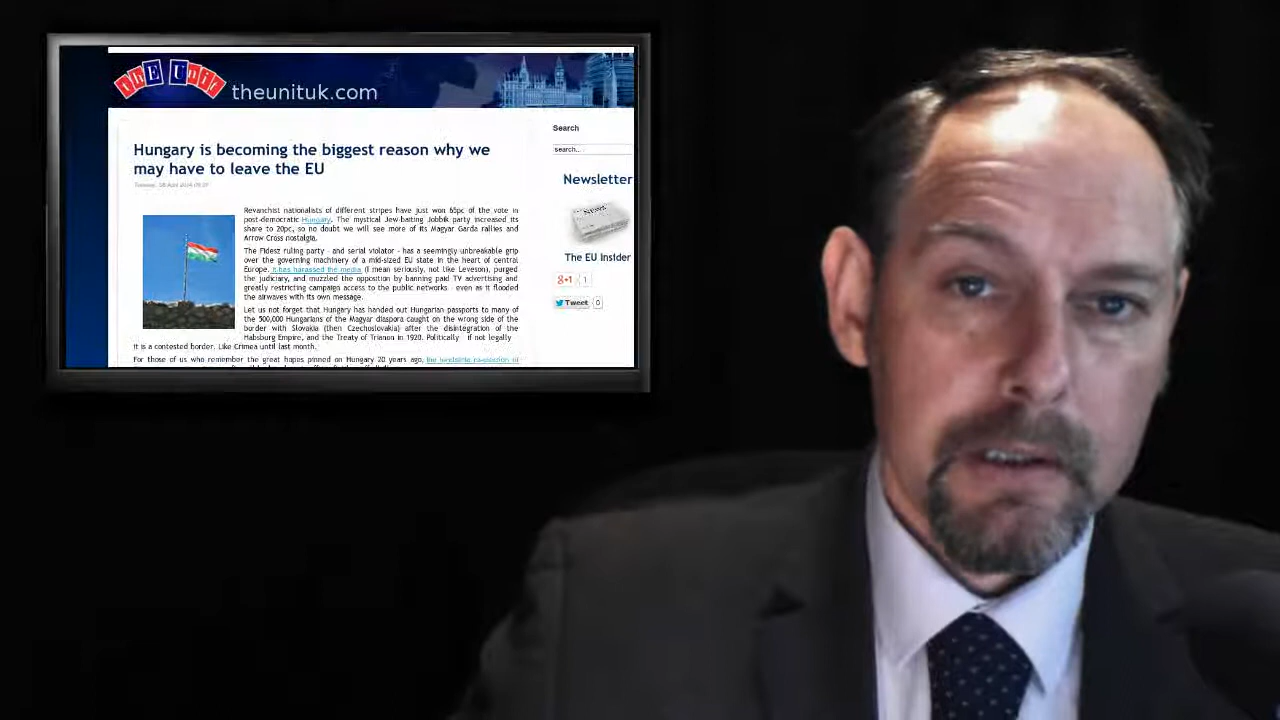 thE Unit
theunituk.com
Hungary is becoming the biggest reason why we
may have to leave the EU
Tuesday, 08 April 2014
Revanchist nationalists of different stripes have just won 65pc of the vote in
post-democratic Hungary. The mystical Jew-baiting Jobbik party increased its
share to 20pc, so no doubt we will see more of its Magyar Garda rallies and
Arrow Cross nostalgia.
The Fidesz ruling party - and serial violator - has a seemingly unbreakable grip
over the governing machinery of a mid-sized EU state in the heart of central
Europe. It has harassed the media (I mean seriously, not like Leveson), purged
the judiciary, and muzzled the opposition by banning paid TV advertising and
greatly restricting campaign access to the public networks - even as it flooded
the airwaves with its own message.
Let us not forget that Hungary has handed out Hungarian passports to many of
the 500,000 Hungarians of the Magyar diaspora caught on the wrong side of the
border with Slovakia (then Czechoslovakia) after the disintegration of the
Habsburg Empire, and the Treaty of Trianon in 1920. Politically if not legally
it is a contested border. Like Crimea until last month.
For those of us who remember the great hopes pinned on Hungary 20 years ago,
Search
search...
Newsletter
News
The EU Insider
g+1 1
Tweet 0